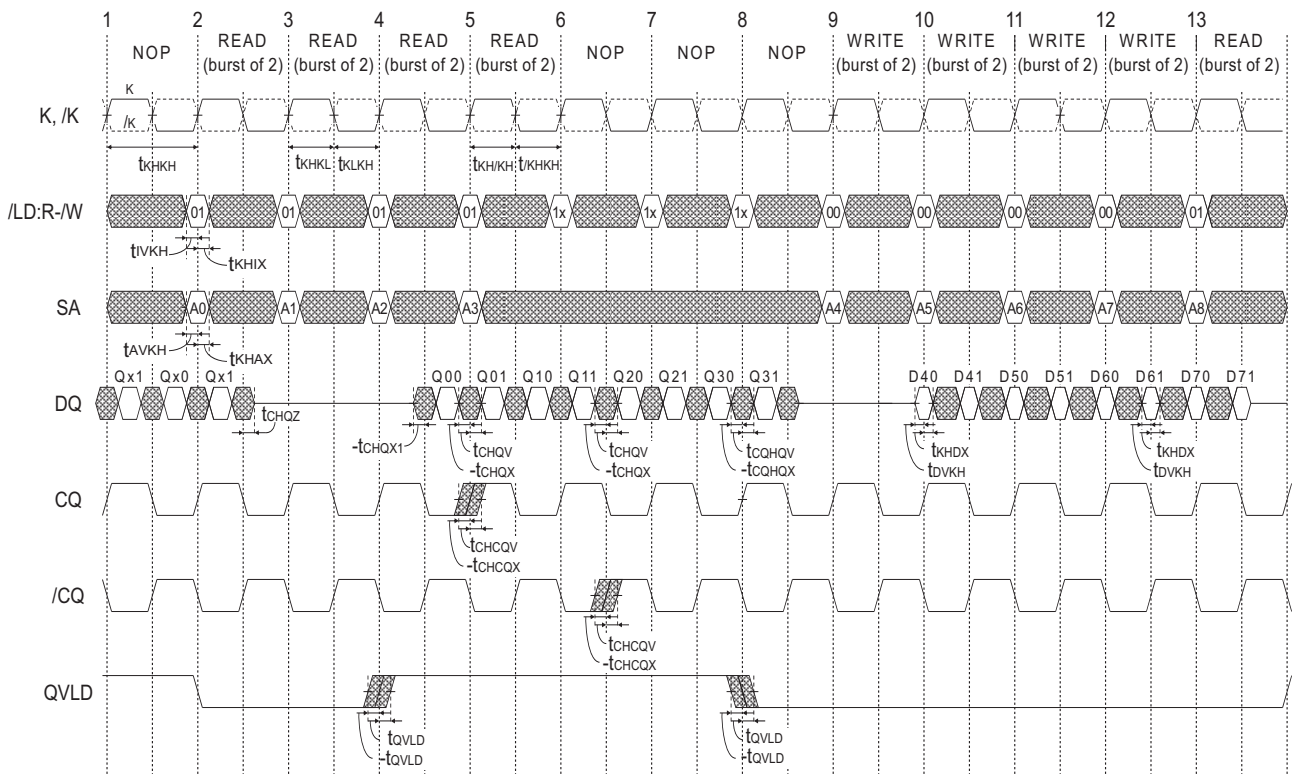 1 2 3 4 5 6 7 8 9 10 11 12 13
NOP READ READ READ READ NOP NOP NOP WRITE WRITE WRITE WRITE READ
(burst of 2) (burst of 2) (burst of 2) (burst of 2) (burst of 2) (burst of 2) (burst of 2) (burst of 2) (burst of 2)
K
K, /K
/K
tKHKH tKHKL tKLKH tKH/KH t/KHKH
/LD:R-/W 01 01 01 01 1x 1x 1x 00 00 00 00 01
tIVKH
tKHIX
SA A0 A1 A2 A3 A4 A5 A6 A7 A8
tAVKH
tKHAX
Qx1 Qx0 Qx1 Q00 Q01 Q10 Q11 Q20 Q21 Q30 Q31 D40 D41 D50 D51 D60 D61 D70 D71
DQ
tCHQZ
-tCHQX1 tCHQV tCHQV tCQHQV tKHDX tKHDX
-tCHQX -tCHQX -tCQHQX tDVKH tDVKH
CQ
tCHCQV
-tCHCQX
/CQ
tCHCQV
-tCHCQX
QVLD
tQVLD tQVLD
-tQVLD -tQVLD